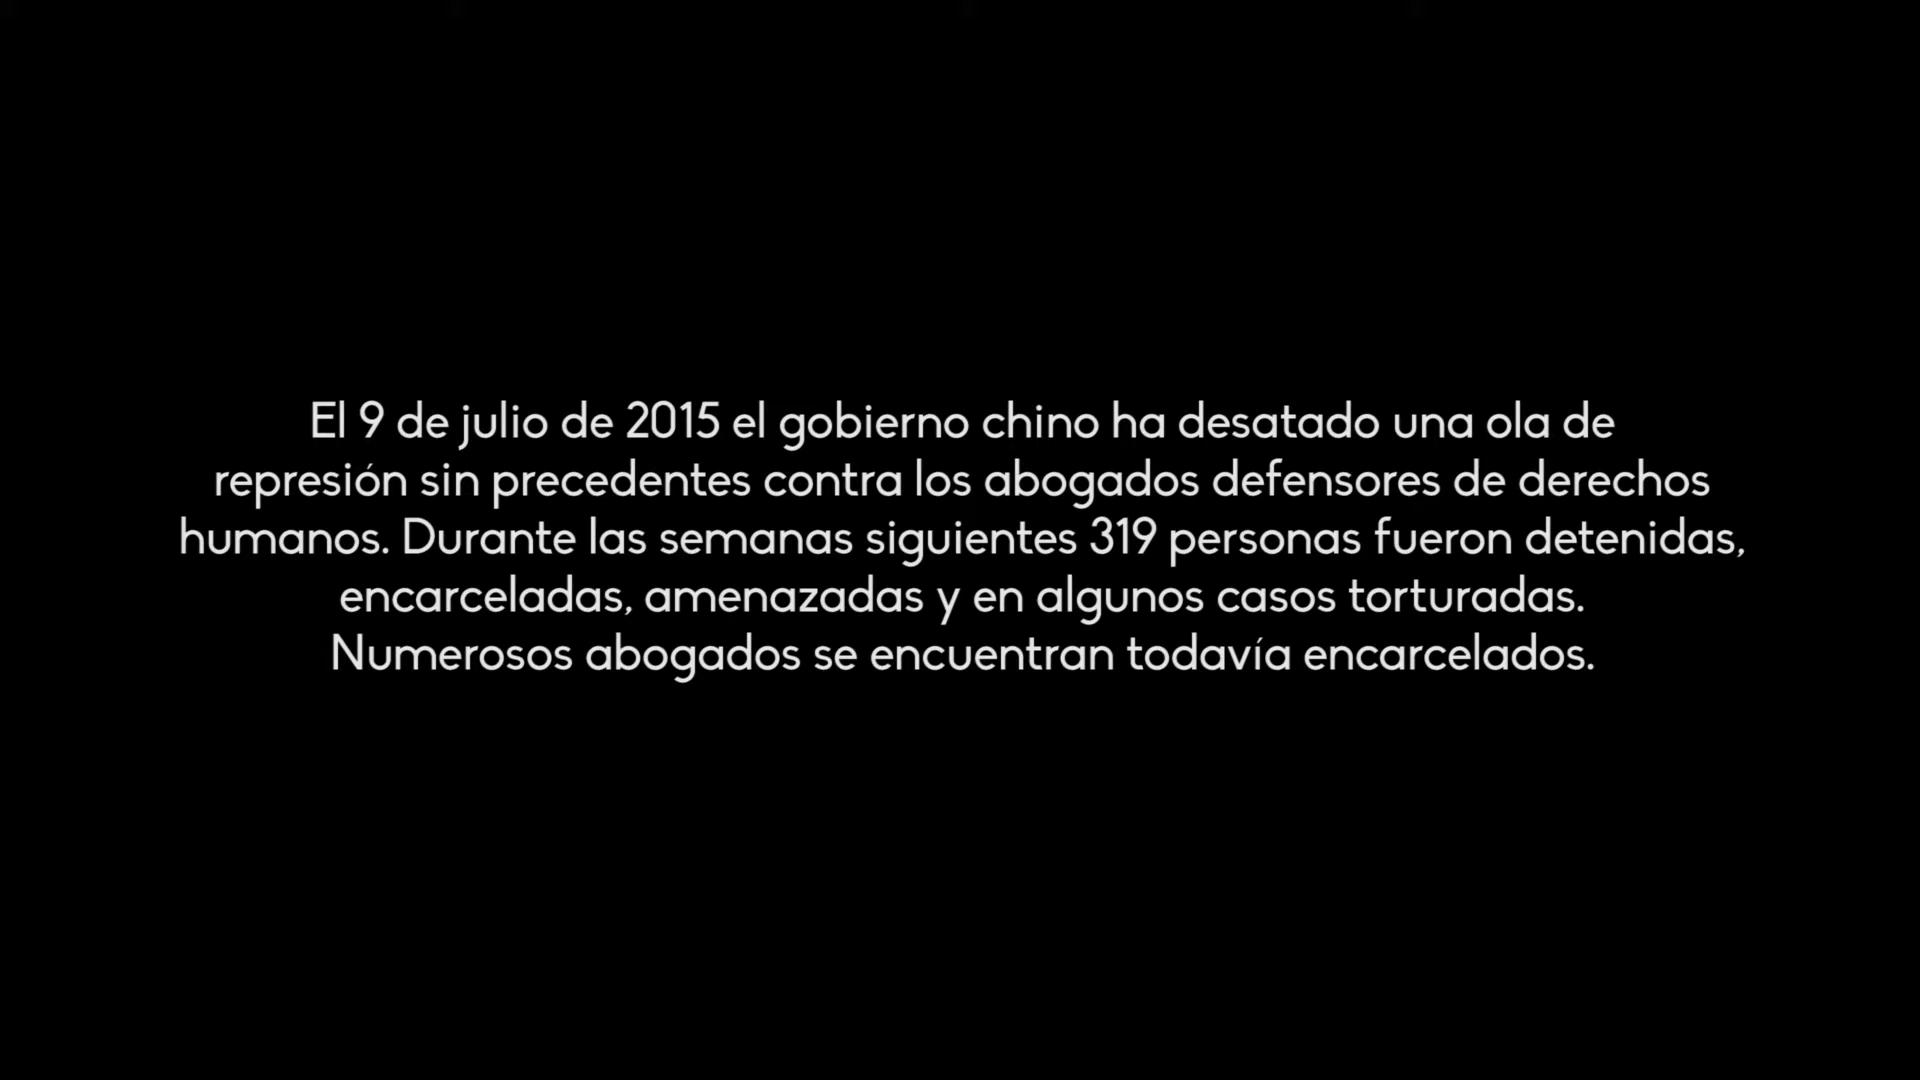 El 9 de julio de 2015 el gobierno chino ha desatado una ola de
represión sin precedentes contra los abogados defensores de derechos
humanos. Durante las semanas siguientes 319 personas fueron detenidas,
encarceladas, amenazadas y en algunos casos torturadas.
Numerosos abogados se encuentran todavía encarcelados.